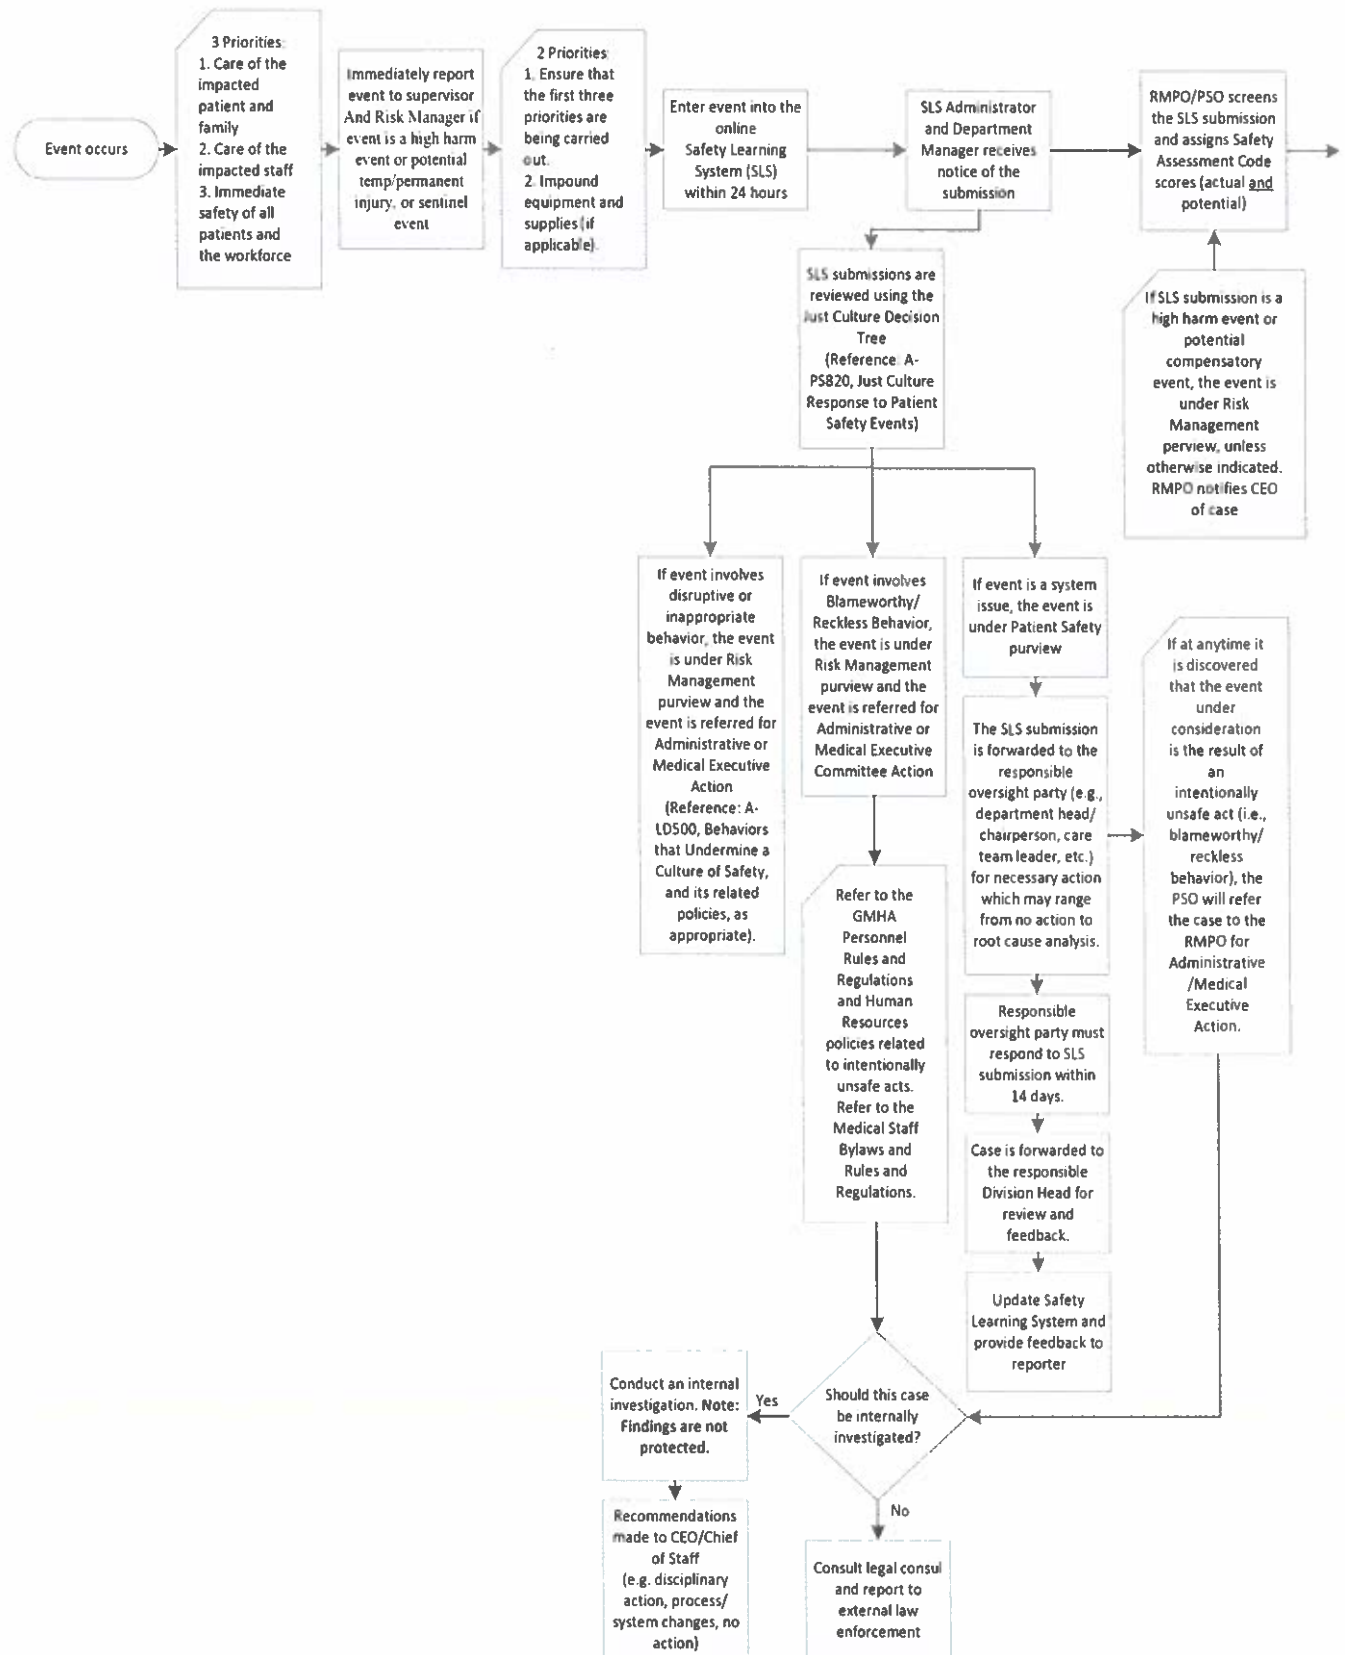 Event occurs
3 Priorities:
1. Care of the
impacted
patient and
family
2. Care of the
impacted staff
3. Immediate
safety of all
patients and
the workforce
Immediately report
event to supervisor
And Risk Manager if
event is a high harm
event or potential
temp/permanent
injury, or sentinel
event
2 Priorities
1. Ensure that
the first three
priorities are
being carried
out.
2. Impound
equipment and
supplies (if
applicable).
Enter event into the
online
Safety Learning
System (SLS)
within 24 hours
SLS Administrator
and Department
Manager receives
notice of the
submission
RMPO/PSO screens
the SLS submission
and assigns Safety
Assessment Code
scores (actual and
potential)
SLS submissions are
reviewed using the
Just Culture Decision
Tree
(Reference: A-
PS820, Just Culture
Response to Patient
Safety Events)
If SLS submission is a
high harm event or
potential
compensatory
event, the event is
under Risk
Management
perview, unless
otherwise indicated.
RMPO notifies CEO
of case
If event involves
disruptive or
inappropriate
behavior, the event
is under Risk
Management
purview and the
event is referred for
Administrative or
Medical Executive
Action
(Reference: A-
LD500, Behaviors
that Undermine a
Culture of Safety,
and its related
policies, as
appropriate).
If event involves
Blameworthy/
Reckless Behavior,
the event is under
Risk Management
purview and the
event is referred for
Administrative or
Medical Executive
Committee Action
If event is a system
issue, the event is
under Patient Safety
purview
The SLS submission
is forwarded to the
responsible
oversight party (e.g.,
department head/
chairperson, care
team leader, etc.)
for necessary action
which may range
from no action to
root cause analysis.
If at anytime it
is discovered
that the event
under
consideration
is the result of
an
intentionally
unsafe act (i.e.,
blameworthy/
reckless
behavior), the
PSO will refer
the case to the
RMPO for
Administrative
/Medical
Executive
Action.
Refer to the
GMHA
Personnel
Rules and
Regulations
and Human
Resources
policies related
to intentionally
unsafe acts.
Refer to the
Medical Staff
Bylaws and
Rules and
Regulations.
Responsible
oversight party must
respond to SLS
submission within
14 days.
Case is forwarded to
the responsible
Division Head for
review and
feedback.
Update Safety
Learning System and
provide feedback to
reporter
Should this case
be internally
investigated?
Yes
Conduct an internal
investigation. Note:
Findings are not
protected.
No
Recommendations
made to CEO/Chief
of Staff
(e.g. disciplinary
action, process/
system changes, no
action)
Consult legal consul
and report to
external law
enforcement